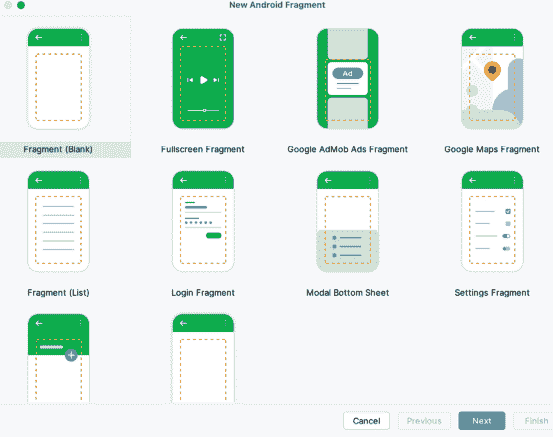 New Android Fragment
Ad
Fragment (Blank)
Fullscreen Fragment
Google AdMob Ads Fragment
Google Maps Fragment
Fragment (List)
Login Fragment
Modal Bottom Sheet
Settings Fragment
Cancel
Previous
Next
Finish